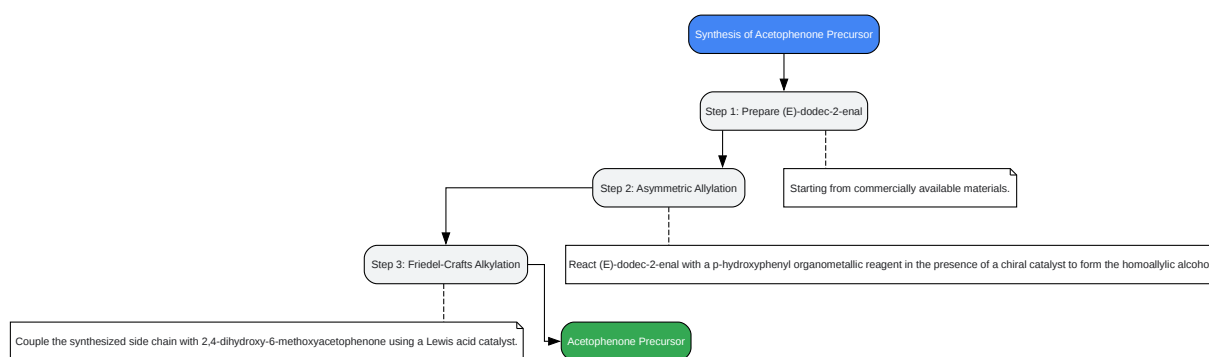 Synthesis of Acetophenone Precursor
Step 1: Prepare (E)-dodec-2-enal
Starting from commercially available materials.
Step 2: Asymmetric Allylation
React (E)-dodec-2-enal with a p-hydroxyphenyl organometallic reagent in the presence of a chiral catalyst to form the homoallylic alcoho
Step 3: Friedel-Crafts Alkylation
Couple the synthesized side chain with 2,4-dihydroxy-6-methoxyacetophenone using a Lewis acid catalyst.
Acetophenone Precursor